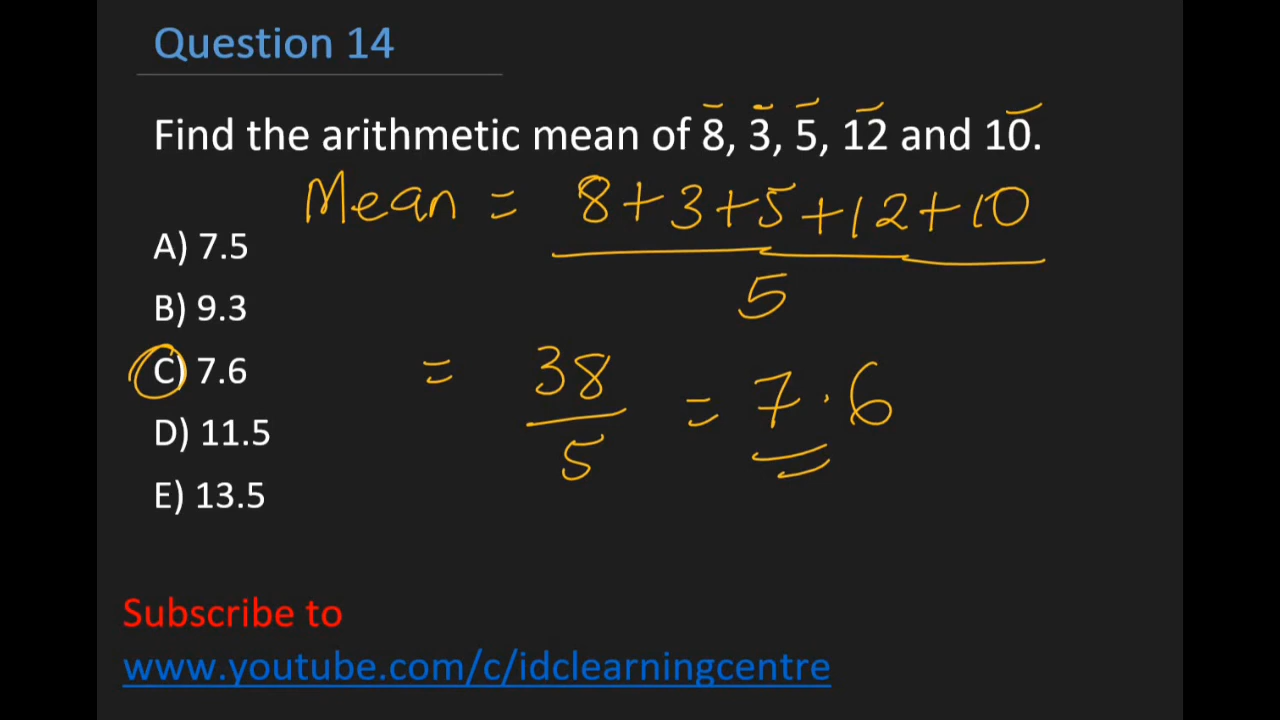 Question 14
Find the arithmetic mean of 8, 3, 5, 12 and 10.
Mean = 8+3+5+12+10
5
A) 7.5
B) 9.3
C) 7.6
D) 11.5
E) 13.5
= 38
5
= 7.6
Subscribe to
www.youtube.com/c/idclearningcentre